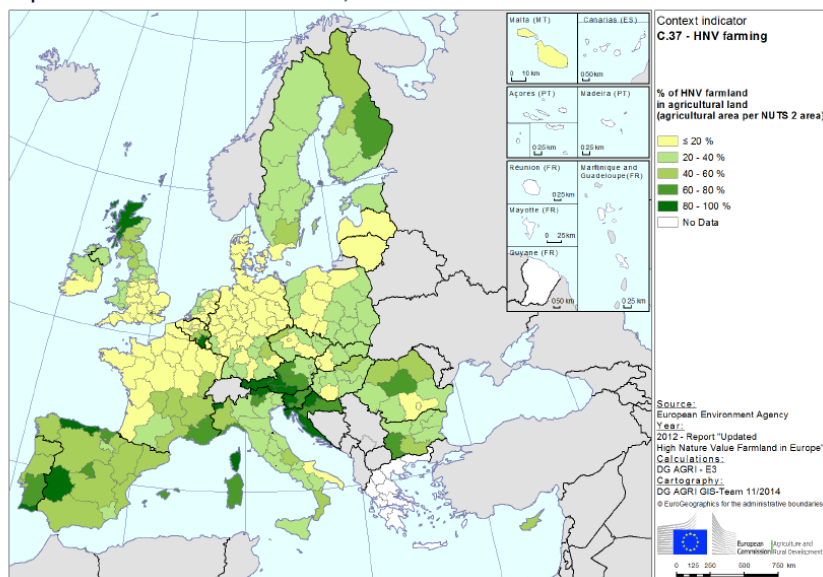 Context indicator
C.37 - HNV farming
% of HNV farmland
in agricultural land
(agricultural area per NUTS 2 area)
≤ 20 %
20 - 40 %
40 - 60 %
60 - 80 %
80 - 100 %
No Data
Malta (MT)
0 10 km
Canarias (ES)
0 50 km
Açores (PT)
0 25 km
Madeira (PT)
0 25 km
Réunion (FR)
0 25 km
Martinique and
Guadeloupe(FR)
0 25 km
Mayotte (FR)
0 25 km
Guyane (FR)
0 50 km
Source:
European Environment Agency
Year:
2012 - Report "Updated
High Nature Value Farmland in Europe"
Calculations:
DG AGRI - E3
Cartography:
DG AGRI GIS-Team 11/2014
© EuroGeographics for the administrative boundaries
European
Commission
Agriculture and
Rural Development
0 125 250 500 750 km